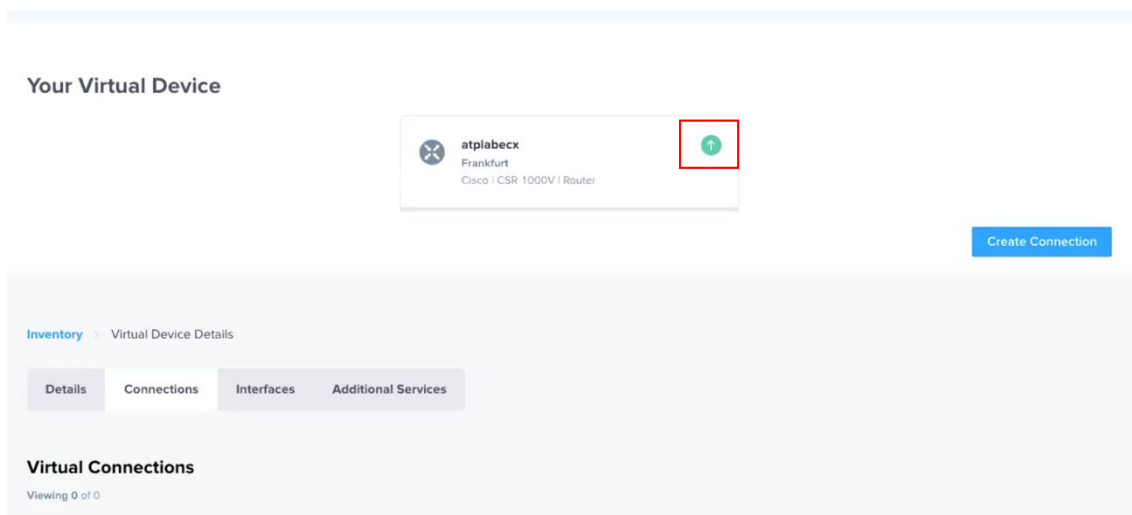 Your Virtual Device
atplabecx
Frankfurt
Cisco | CSR 1000V | Router
Create Connection
Inventory > Virtual Device Details
Details Connections Interfaces Additional Services
Virtual Connections
Viewing 0 of 0